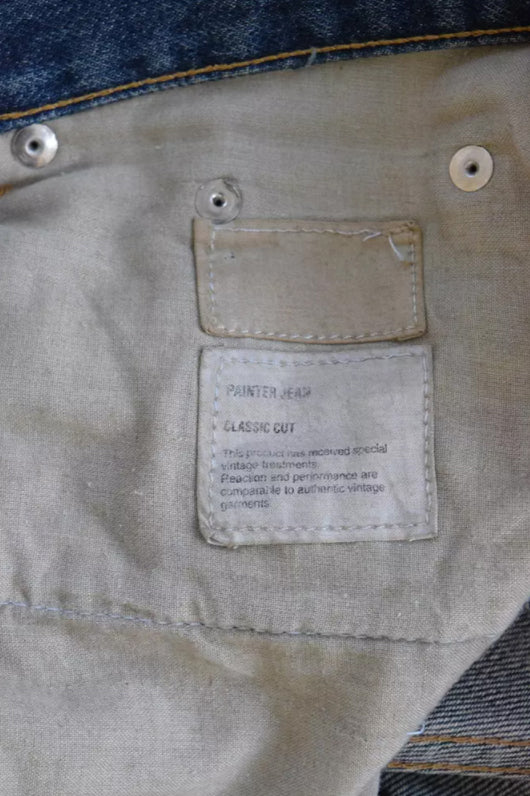 PAINTER JEAN
CLASSIC CUT
This product has received special
vintage treatments.
Reaction and performance are
comparable to authentic vintage
garments.